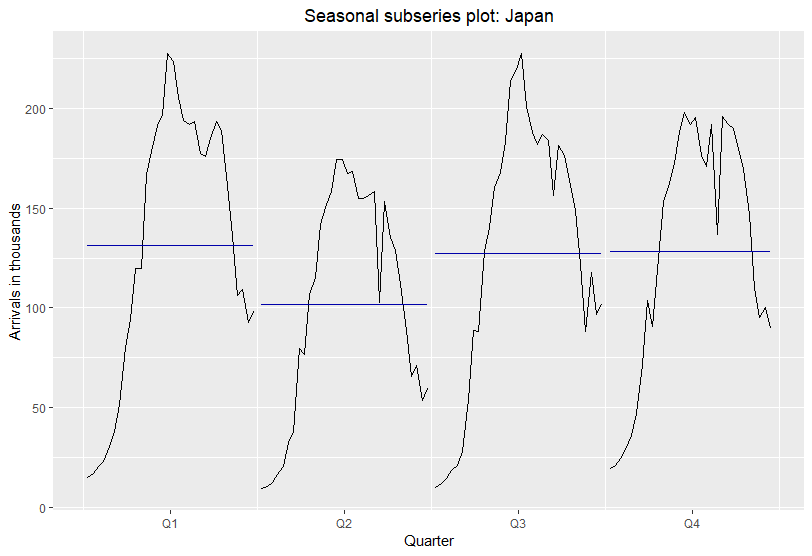 Seasonal subseries plot: Japan
Arrivals in thousands
200
150
100
50
0
Q1 Q2 Q3 Q4
Quarter